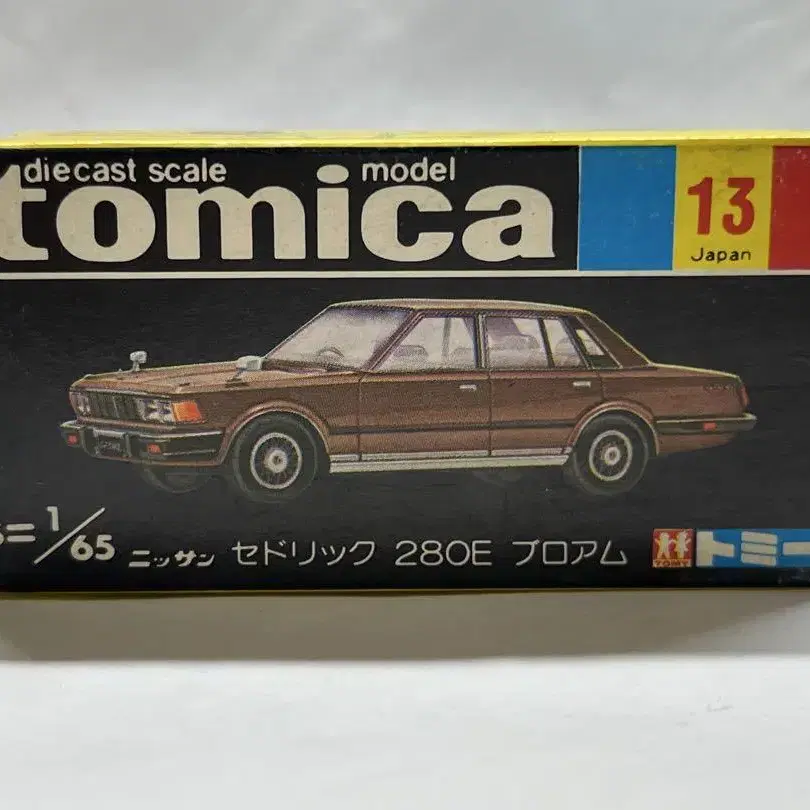 diecast scale model
tomica
13
Japan
S=1/65 ニッサン セドリック 280E ブロアム
TOMY
トミー